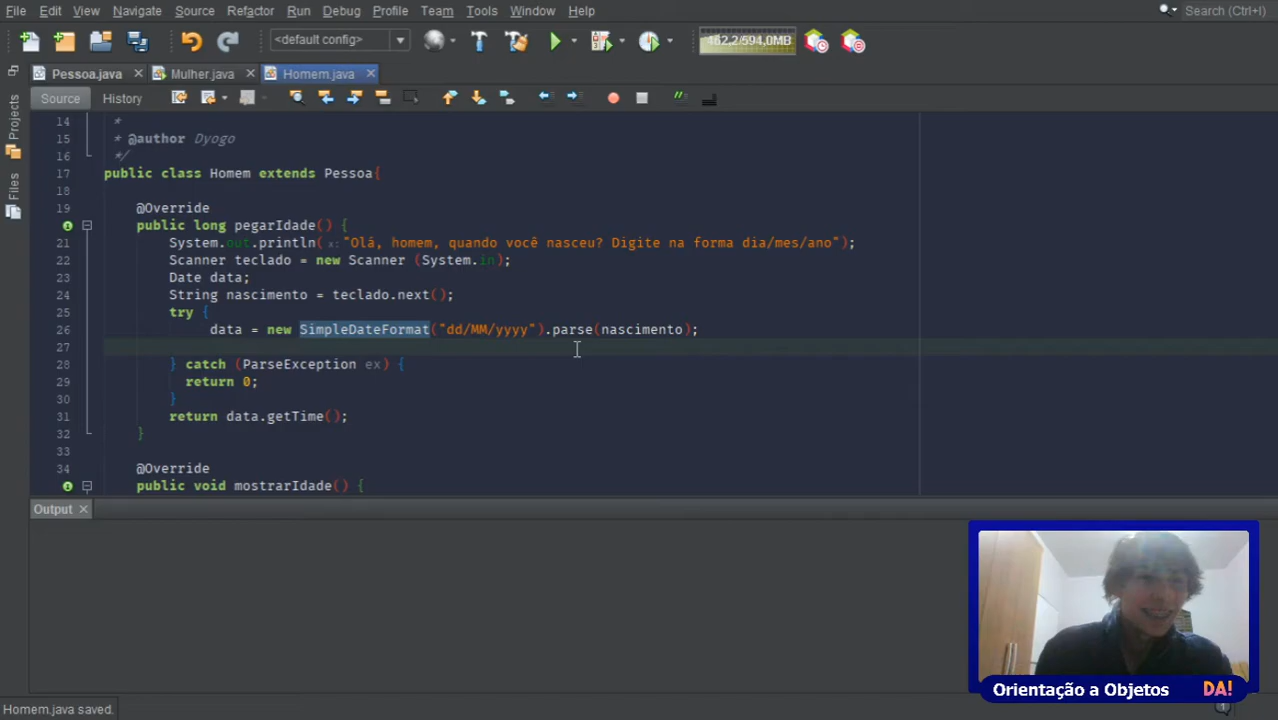 File Edit View Navigate Source Refactor Run Debug Profile Team Tools Window Help Search (Ctrl+I)
<default config> 482,2/594,0MB
Pessoa.java Mulher.java Homem.java
Source History
Projects
Files
14 *
15 * @author Dyogo
16 */
17 public class Homem extends Pessoa{
18
19 @Override
public long pegarIdade() {
21 System.out.println(x:"Olá, homem, quando você nasceu? Digite na forma dia/mes/ano");
22 Scanner teclado = new Scanner (System.in);
23 Date data;
24 String nascimento = teclado.next();
25 try {
26 data = new SimpleDateFormat("dd/MM/yyyy").parse(nascimento);
27
28 } catch (ParseException ex) {
29 return 0;
30 }
31 return data.getTime();
32 }
33
34 @Override
public void mostrarIdade() {
Output
Orientação a Objetos DA!
Homem.java saved. 1